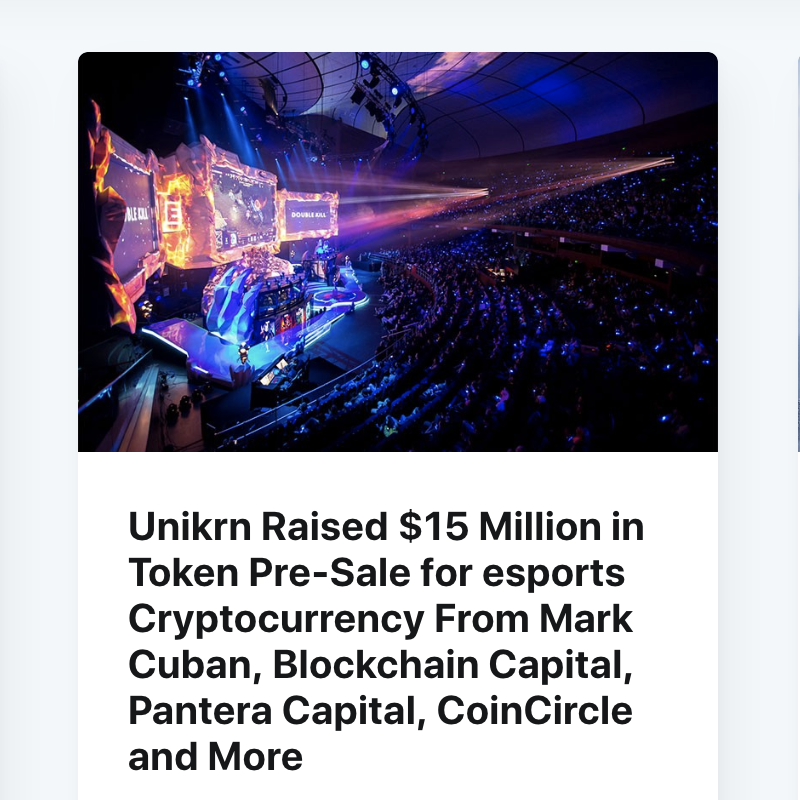 BLE KILL
DOUBLE KILL
Unikrn Raised $15 Million in
Token Pre-Sale for esports
Cryptocurrency From Mark
Cuban, Blockchain Capital,
Pantera Capital, CoinCircle
and More